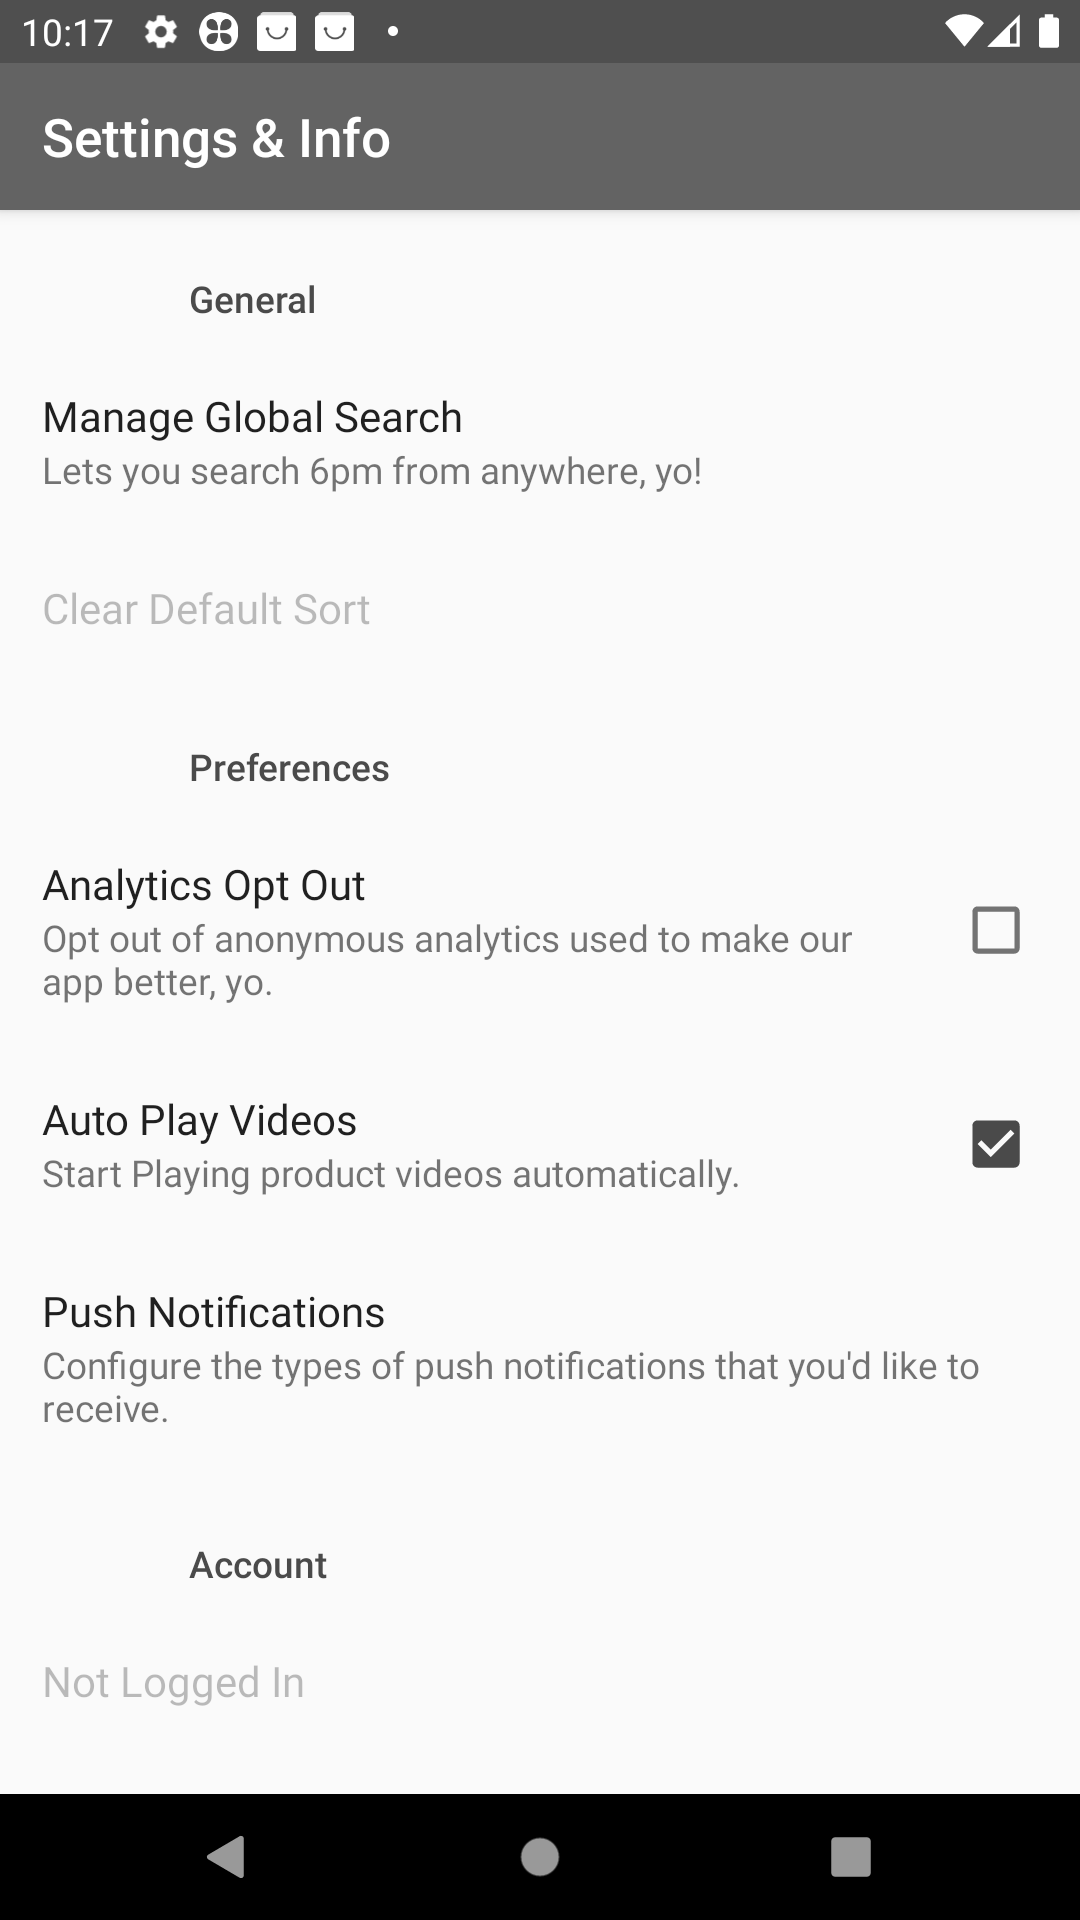 10:17
Settings & Info
General
Manage Global Search
Lets you search 6pm from anywhere, yo!
Clear Default Sort
Preferences
Analytics Opt Out
Opt out of anonymous analytics used to make our
app better, yo.
Auto Play Videos
Start Playing product videos automatically.
Push Notifications
Configure the types of push notifications that you'd like to
receive.
Account
Not Logged In